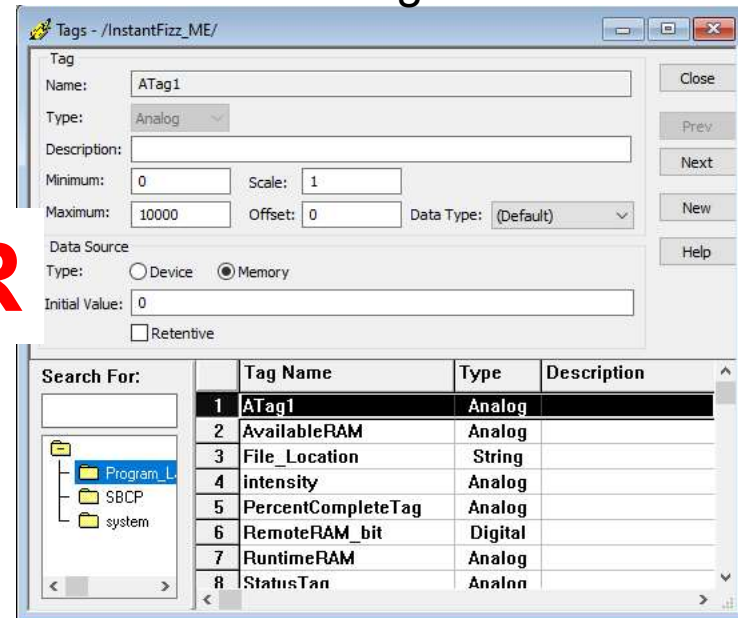 Tags - /InstantFizz_ME/
Tag
Name: ATag1
Close
Type: Analog
Prev
Description:
Next
Minimum: 0 Scale: 1
Maximum: 10000 Offset: 0 Data Type: (Default)
New
R
Data Source
Help
Type: Device Memory
Initial Value: 0
Retentive
Search For:
Tag Name Type Description
1 ATag1 Analog
2 AvailableRAM Analog
3 File_Location String
4 intensity Analog
5 PercentCompleteTag Analog
6 RemoteRAM_bit Digital
7 RuntimeRAM Analog
8 StatusTag Analog
Program_L
SBCP
system